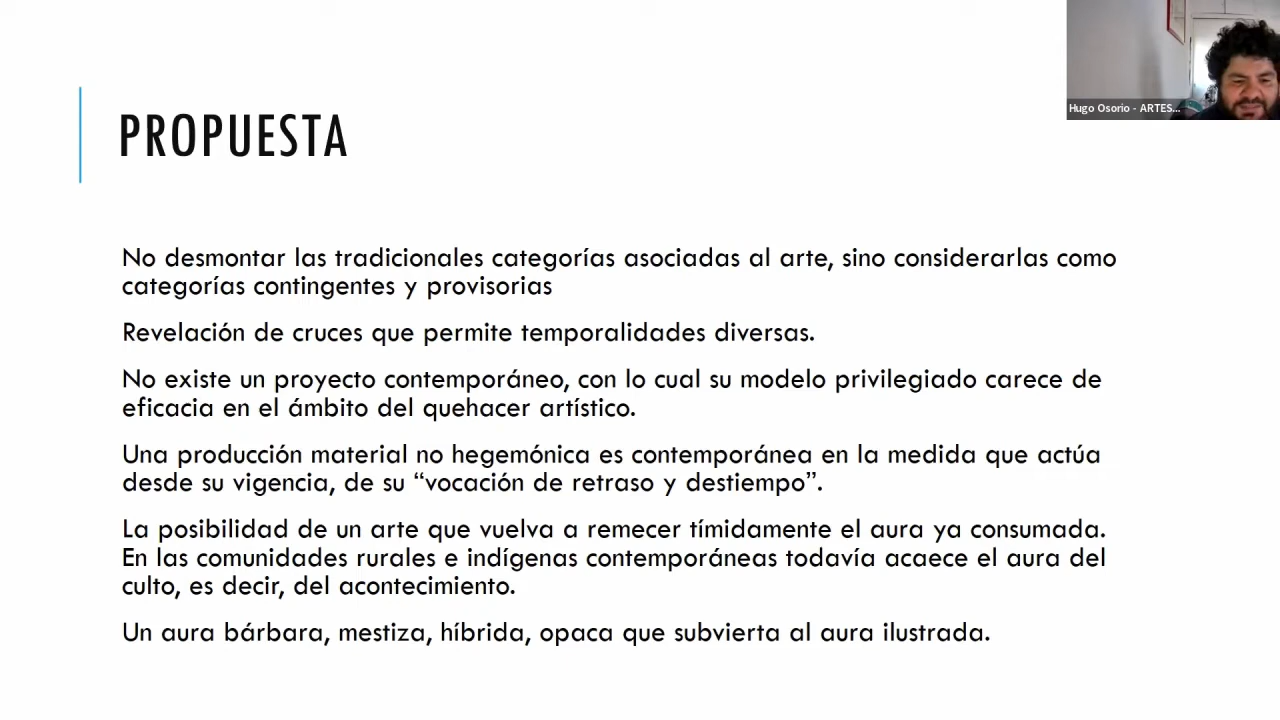 PROPUESTA
Hugo Osorio - ARTES...
No desmontar las tradicionales categorías asociadas al arte, sino considerarlas como
categorías contingentes y provisorias
Revelación de cruces que permite temporalidades diversas.
No existe un proyecto contemporáneo, con lo cual su modelo privilegiado carece de
eficacia en el ámbito del quehacer artístico.
Una producción material no hegemónica es contemporánea en la medida que actúa
desde su vigencia, de su “vocación de retraso y destiempo”.
La posibilidad de un arte que vuelva a remecer tímidamente el aura ya consumada.
En las comunidades rurales e indígenas contemporáneas todavía acaece el aura del
culto, es decir, del acontecimiento.
Un aura bárbara, mestiza, híbrida, opaca que subvierta al aura ilustrada.